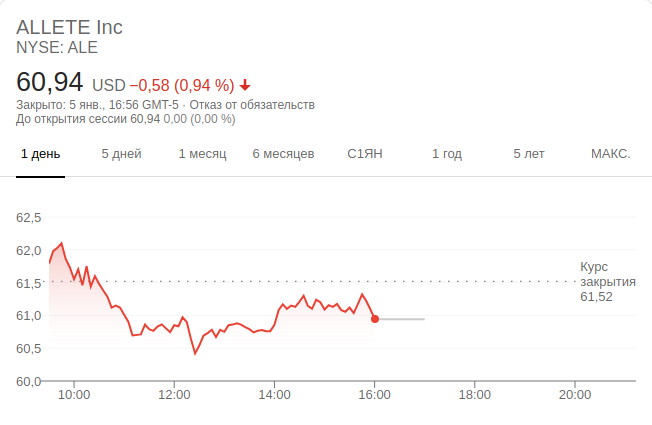 ALLETE Inc
NYSE: ALE
60,94 USD −0,58 (0,94 %)
Закрыто: 5 янв., 16:56 GMT-5 · Отказ от обязательств
До открытия сессии 60,94 0,00 (0,00 %)
1 день 5 дней 1 месяц 6 месяцев С1ЯН 1 год 5 лет МАКС.
62,5
62,0
61,5
61,0
60,5
60,0
Курс
закрытия
61,52
10:00 12:00 14:00 16:00 18:00 20:00